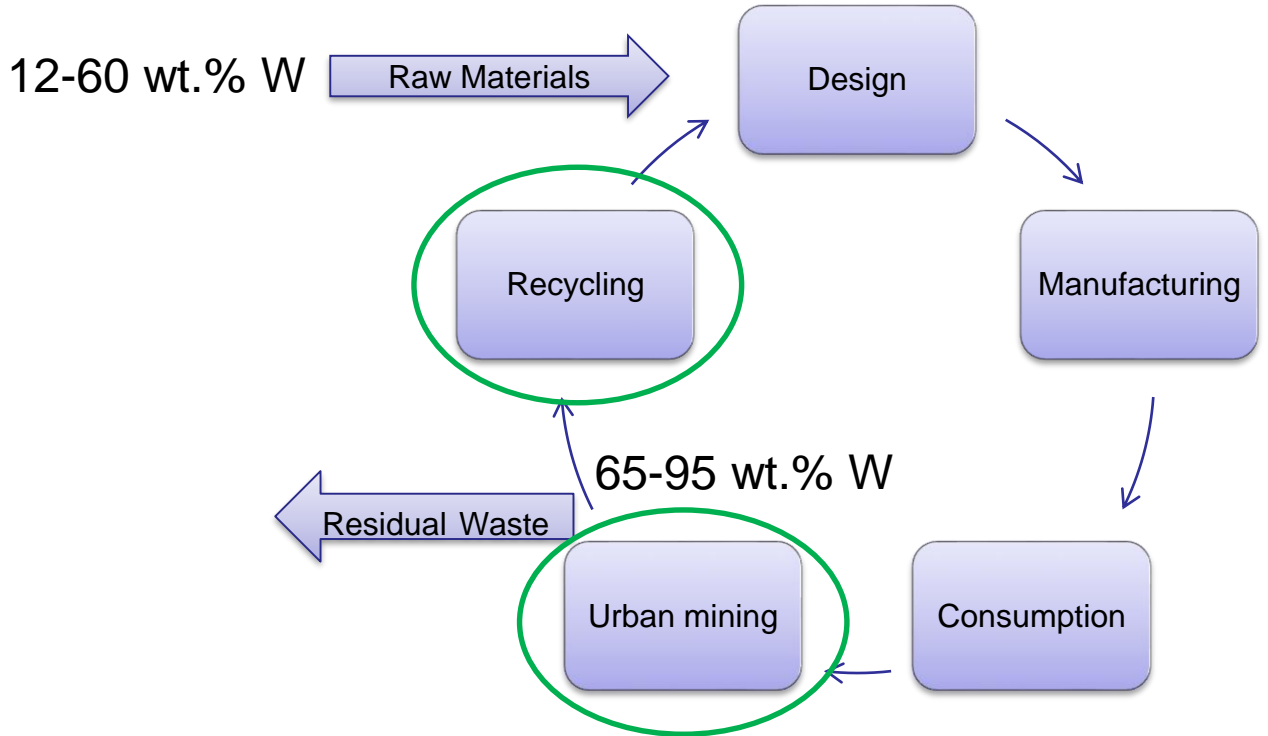 12-60 wt.% W
Raw Materials
Design
Recycling
Manufacturing
65-95 wt.% W
Residual Waste
Urban mining
Consumption